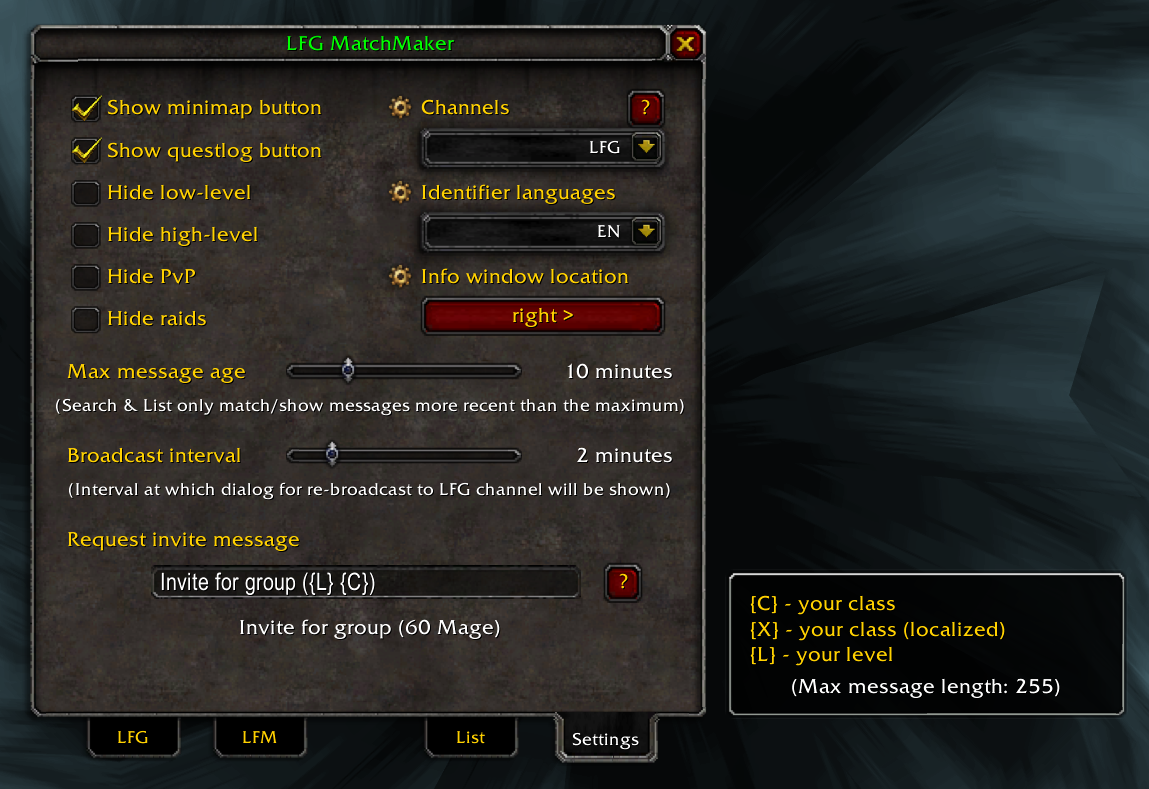 LFG MatchMaker
Show minimap button
Channels
?
Show questlog button
LFG
Hide low-level
Identifier languages
Hide high-level
EN
Hide PvP
Info window location
Hide raids
right >
Max message age
10 minutes
(Search & List only match/show messages more recent than the maximum)
Broadcast interval
2 minutes
(Interval at which dialog for re-broadcast to LFG channel will be shown)
Request invite message
Invite for group ({L} {C})
?
Invite for group (60 Mage)
{C} - your class
{X} - your class (localized)
{L} - your level
(Max message length: 255)
LFG
LFM
List
Settings